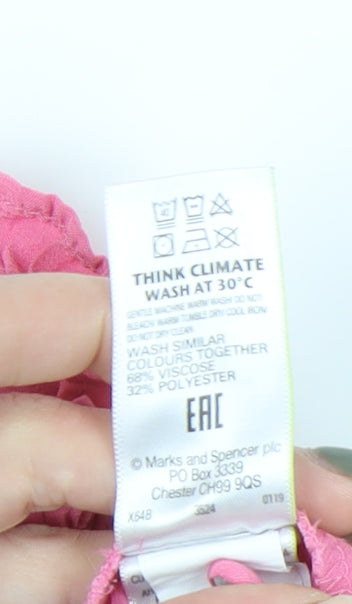 40
THINK CLIMATE
WASH AT 30°C
GENTLE MACHINE WARM WASH DO NOT
BLEACH WARM TUMBLE DRY COOL IRON
DO NOT DRY CLEAN
WASH SIMILAR
COLOURS TOGETHER
68% VISCOSE
32% POLYESTER
EAC
© Marks and Spencer plc
PO Box 3339
Chester CH99 9QS
X648 3524 0119